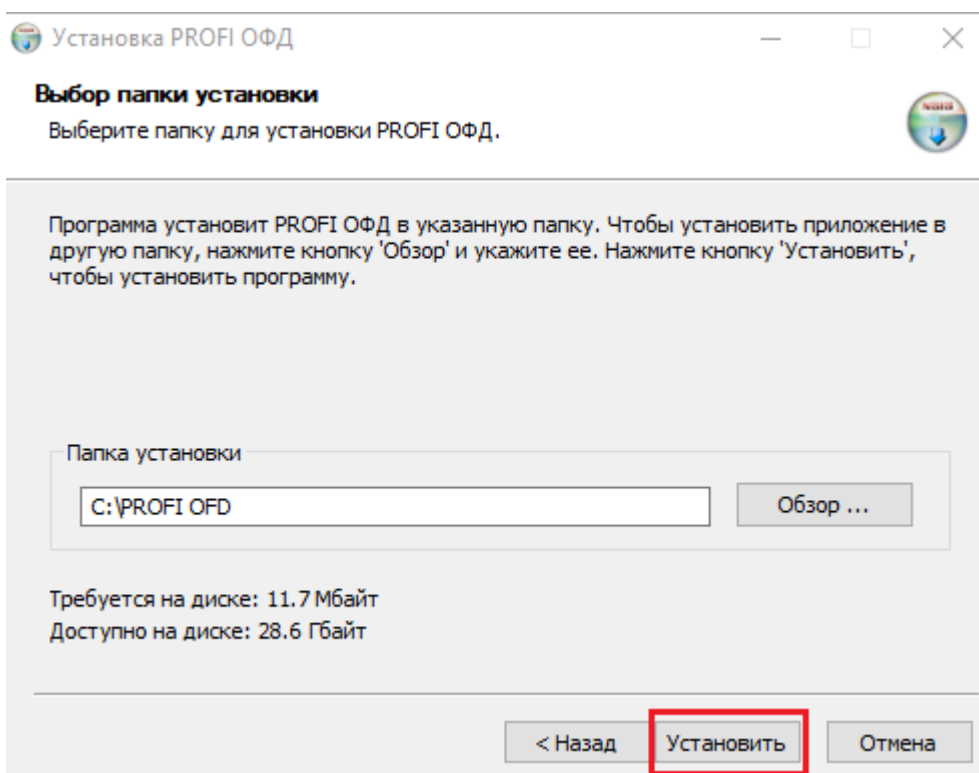 Установка PROFI ОФД
Выбор папки установки
Выберите папку для установки PROFI ОФД.
Программа установит PROFI ОФД в указанную папку. Чтобы установить приложение в
другую папку, нажмите кнопку 'Обзор' и укажите ее. Нажмите кнопку 'Установить',
чтобы установить программу.
Папка установки
C:\PROFI OFD
Обзор ...
Требуется на диске: 11.7 Мбайт
Доступно на диске: 28.6 Гбайт
< Назад
Установить
Отмена